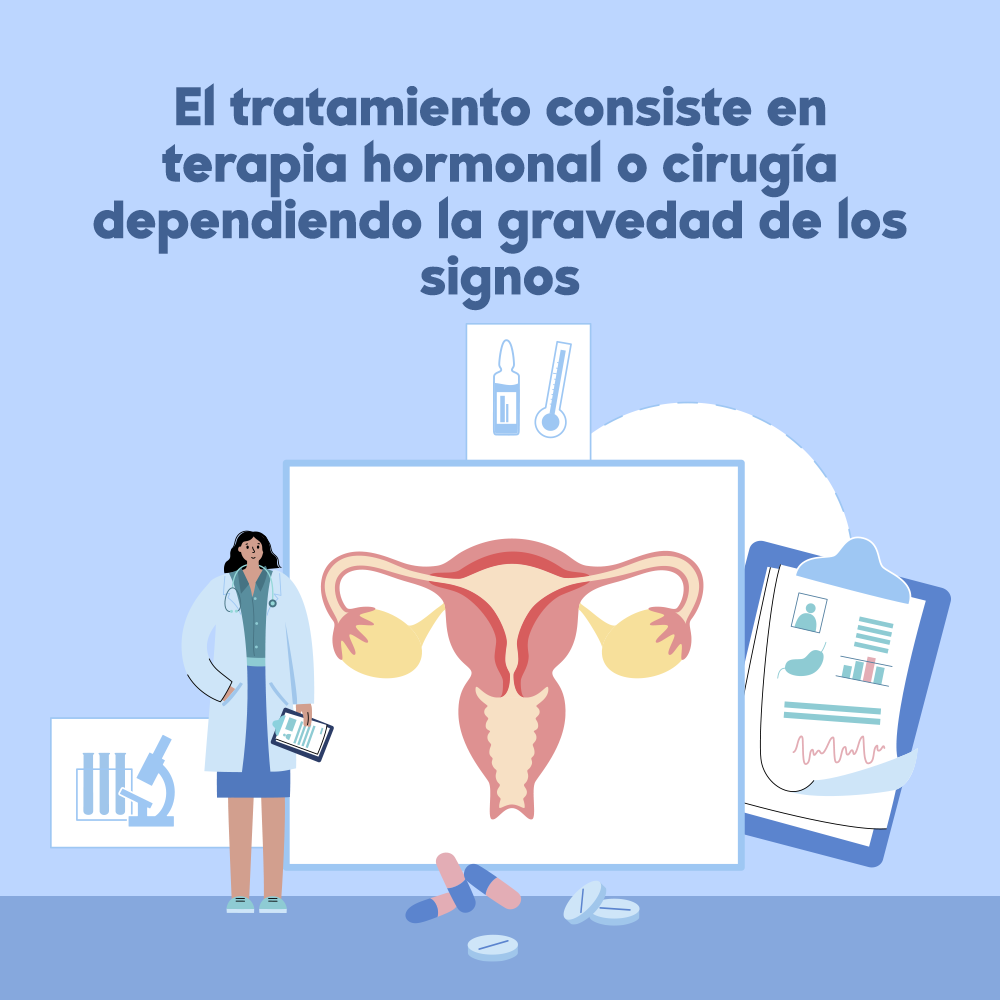 El tratamiento consiste en
terapia hormonal o cirugía
dependiendo la gravedad de los
signos